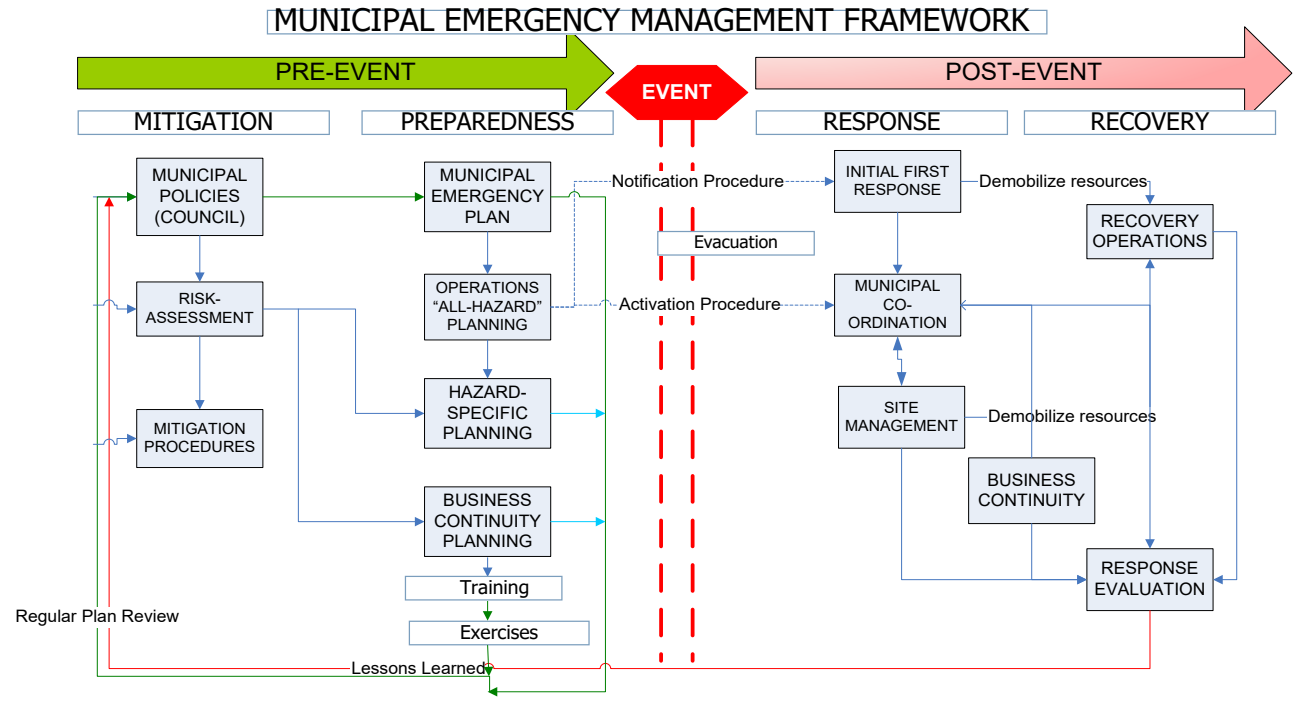 MUNICIPAL EMERGENCY MANAGEMENT FRAMEWORK
PRE-EVENT
EVENT
POST-EVENT
MITIGATION
PREPAREDNESS
RESPONSE
RECOVERY
MUNICIPAL
POLICIES
(COUNCIL)
MUNICIPAL
EMERGENCY
PLAN
Notification Procedure
INITIAL FIRST
RESPONSE
Demobilize resources
RECOVERY
OPERATIONS
Evacuation
RISK-
ASSESSMENT
OPERATIONS
“ALL-HAZARD”
PLANNING
Activation Procedure
MUNICIPAL
CO-
ORDINATION
HAZARD-
SPECIFIC
PLANNING
SITE
MANAGEMENT
Demobilize resources
MITIGATION
PROCEDURES
BUSINESS
CONTINUITY
BUSINESS
CONTINUITY
PLANNING
RESPONSE
EVALUATION
Training
Regular Plan Review
Exercises
Lessons Learned